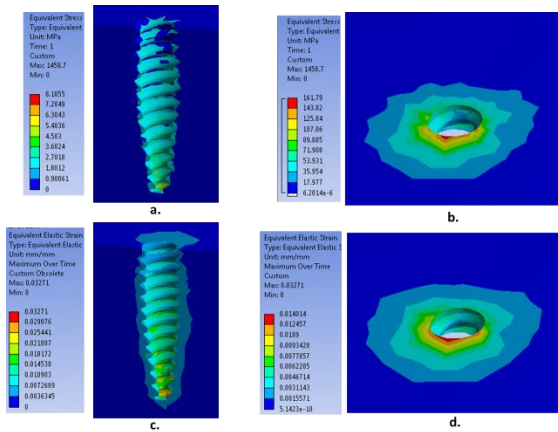 Equivalent Stress
Type: Equivalent
Unit: MPa
Time: 1
Custom
Max: 1458.7
Min: 0
8.1055
7.2049
6.3043
5.4036
4.503
3.6024
2.7018
1.8012
0.90061
0
a.
Equivalent Stress
Type: Equivalent
Unit: MPa
Time: 1
Custom
Max: 1458.7
Min: 0
161.79
143.82
125.84
107.86
89.885
71.908
53.931
35.954
17.977
6.2014e-6
b.
Equivalent Elastic Strain
Type: Equivalent Elastic
Unit: mm/mm
Maximum Over Time
Custom Obsolete
Max: 0.03271
Min: 0
0.03271
0.029076
0.025441
0.021807
0.018172
0.014538
0.010903
0.0072689
0.0036345
0
c.
Equivalent Elastic Strain
Type: Equivalent Elastic S
Unit: mm/mm
Maximum Over Time
Custom
Max: 0.03271
Min: 0
0.014014
0.012457
0.0109
0.0093428
0.0077857
0.0062285
0.0046714
0.0031143
0.0015571
5.1423e-10
d.